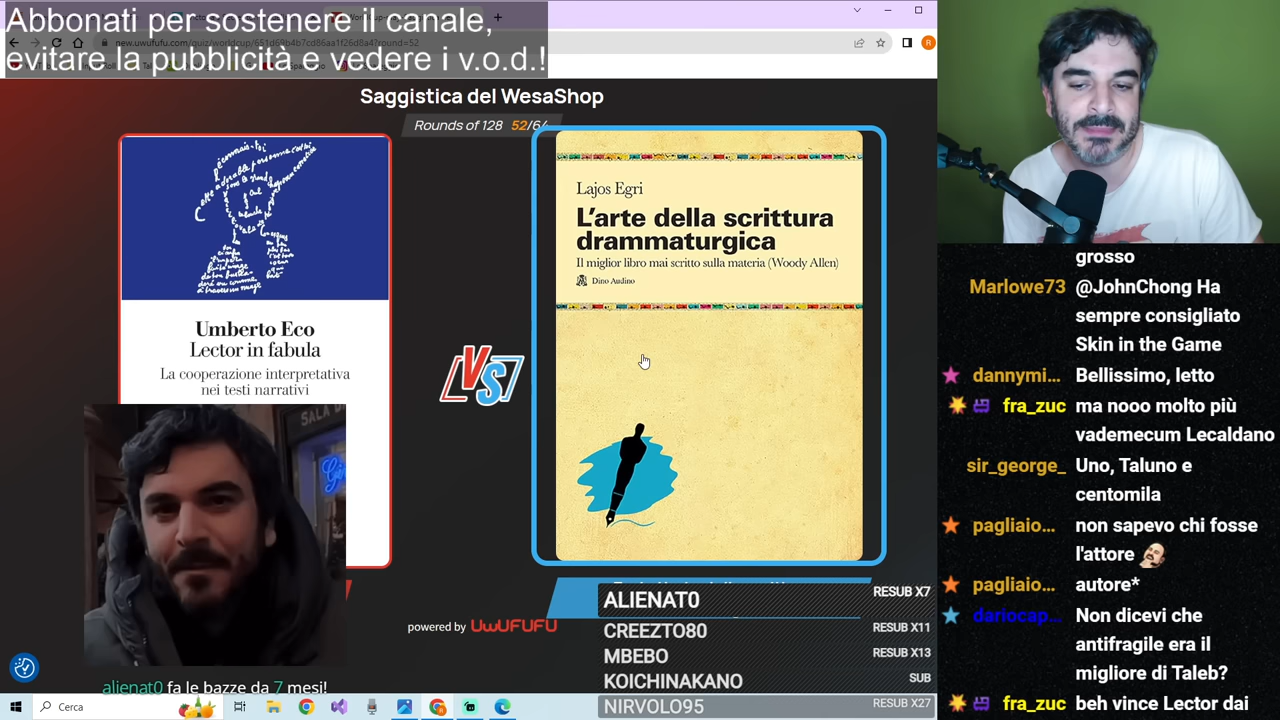 Abbonati per sostenere il canale,
evitare la pubblicità e vedere i v.o.d.!
Saggistica del WesaShop
Rounds of 128 52/64
Umberto Eco
Lector in fabula
La cooperazione interpretativa
nei testi narrativi
VS
Lajos Egri
L'arte della scrittura
drammaturgica
Il miglior libro mai scritto sulla materia (Woody Allen)
Dino Audino
powered by UWUFUFU
alienat0 fa le bazze da 7 mesi!
ALIENAT0 RESUB X7
CREEZTO80 RESUB X11
MBEBO RESUB X13
KOICHINAKANO SUB
NIRVOLO95 RESUB X27
Cerca
grosso
Marlowe73 @JohnChong Ha
sempre consigliato
Skin in the Game
dannymi... Bellissimo, letto
fra_zuc ma nooo molto più
vademecum Lecaldano
sir_george_ Uno, Taluno e
centomila
pagliaio... non sapevo chi fosse
l'attore
pagliaio... autore*
dariocap... Non dicevi che
antifragile era il
migliore di Taleb?
fra_zuc beh vince Lector dai